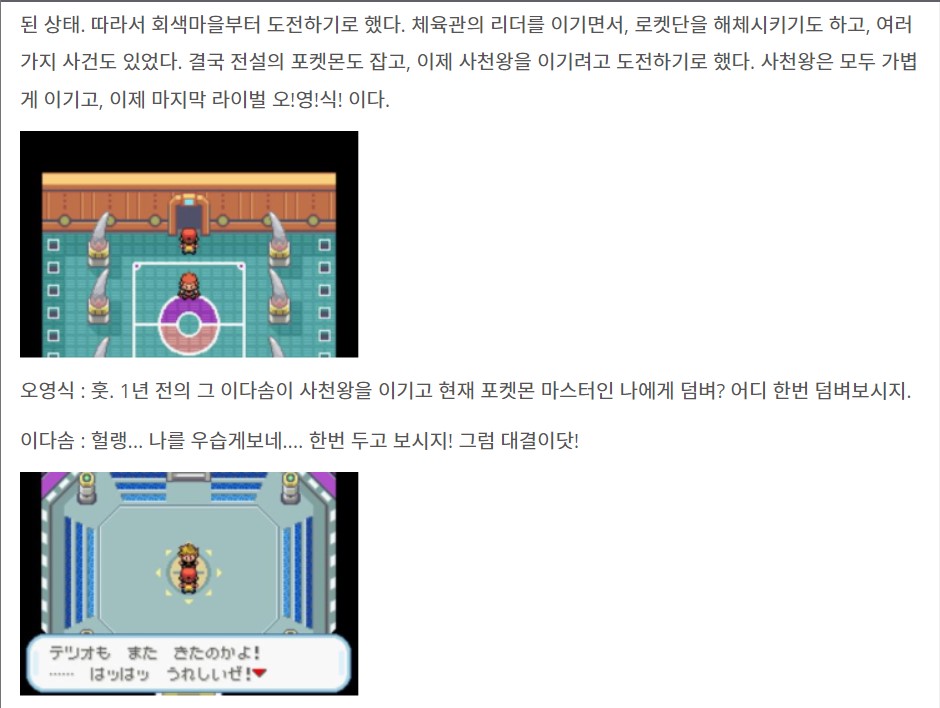 된 상태. 따라서 회색마을부터 도전하기로 했다. 체육관의 리더를 이기면서, 로켓단을 해체시키기도 하고, 여러
가지 사건도 있었다. 결국 전설의 포켓몬도 잡고, 이제 사천왕을 이기려고 도전하기로 했다. 사천왕은 모두 가볍
게 이기고, 이제 마지막 라이벌 오!영!식! 이다.
오영식 : 훗. 1년 전의 그 이다솜이 사천왕을 이기고 현재 포켓몬 마스터인 나에게 덤벼? 어디 한번 덤벼보시지.
이다솜 : 헐랭... 나를 우습게보네.... 한번 두고 보시지! 그럼 대결이닷!
テツオも また きたのかよ!
…… はッはッ うれしいぜ!